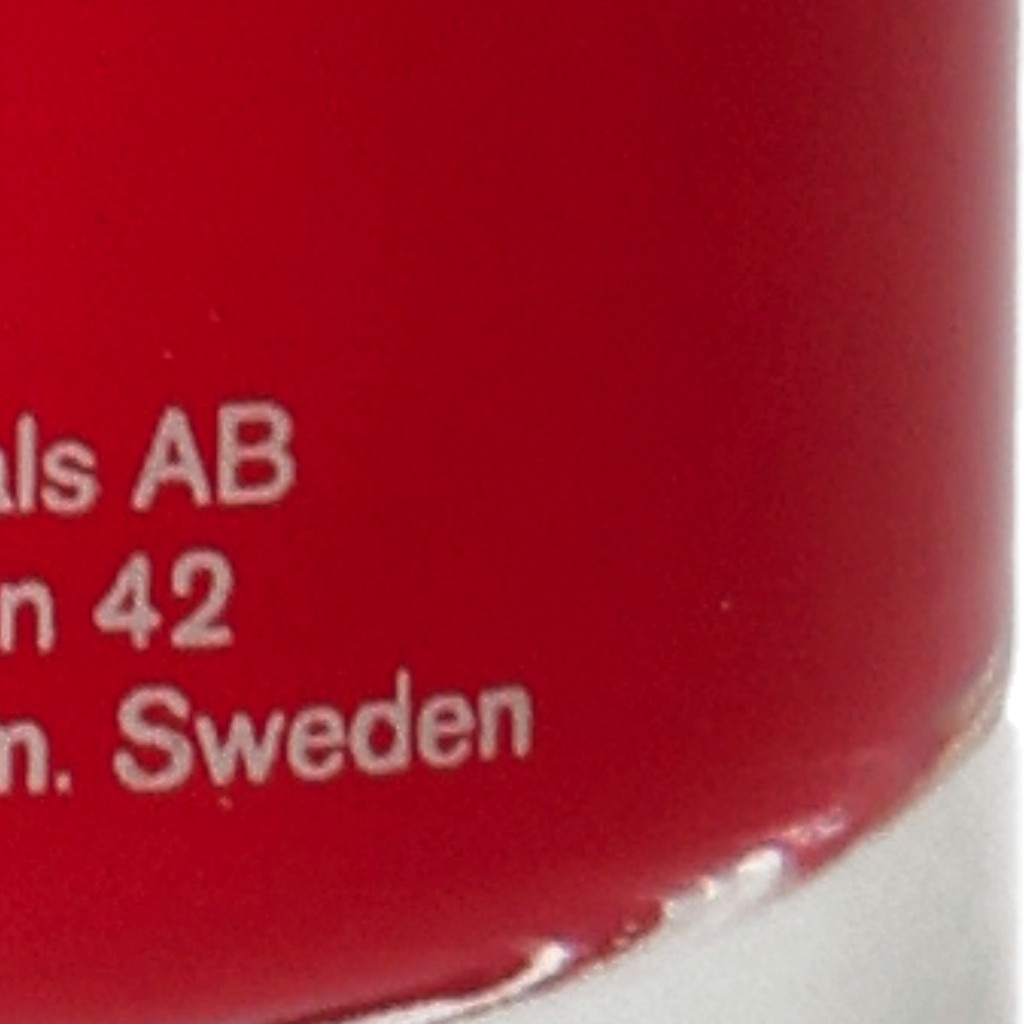 als AB
n 42
n. Sweden